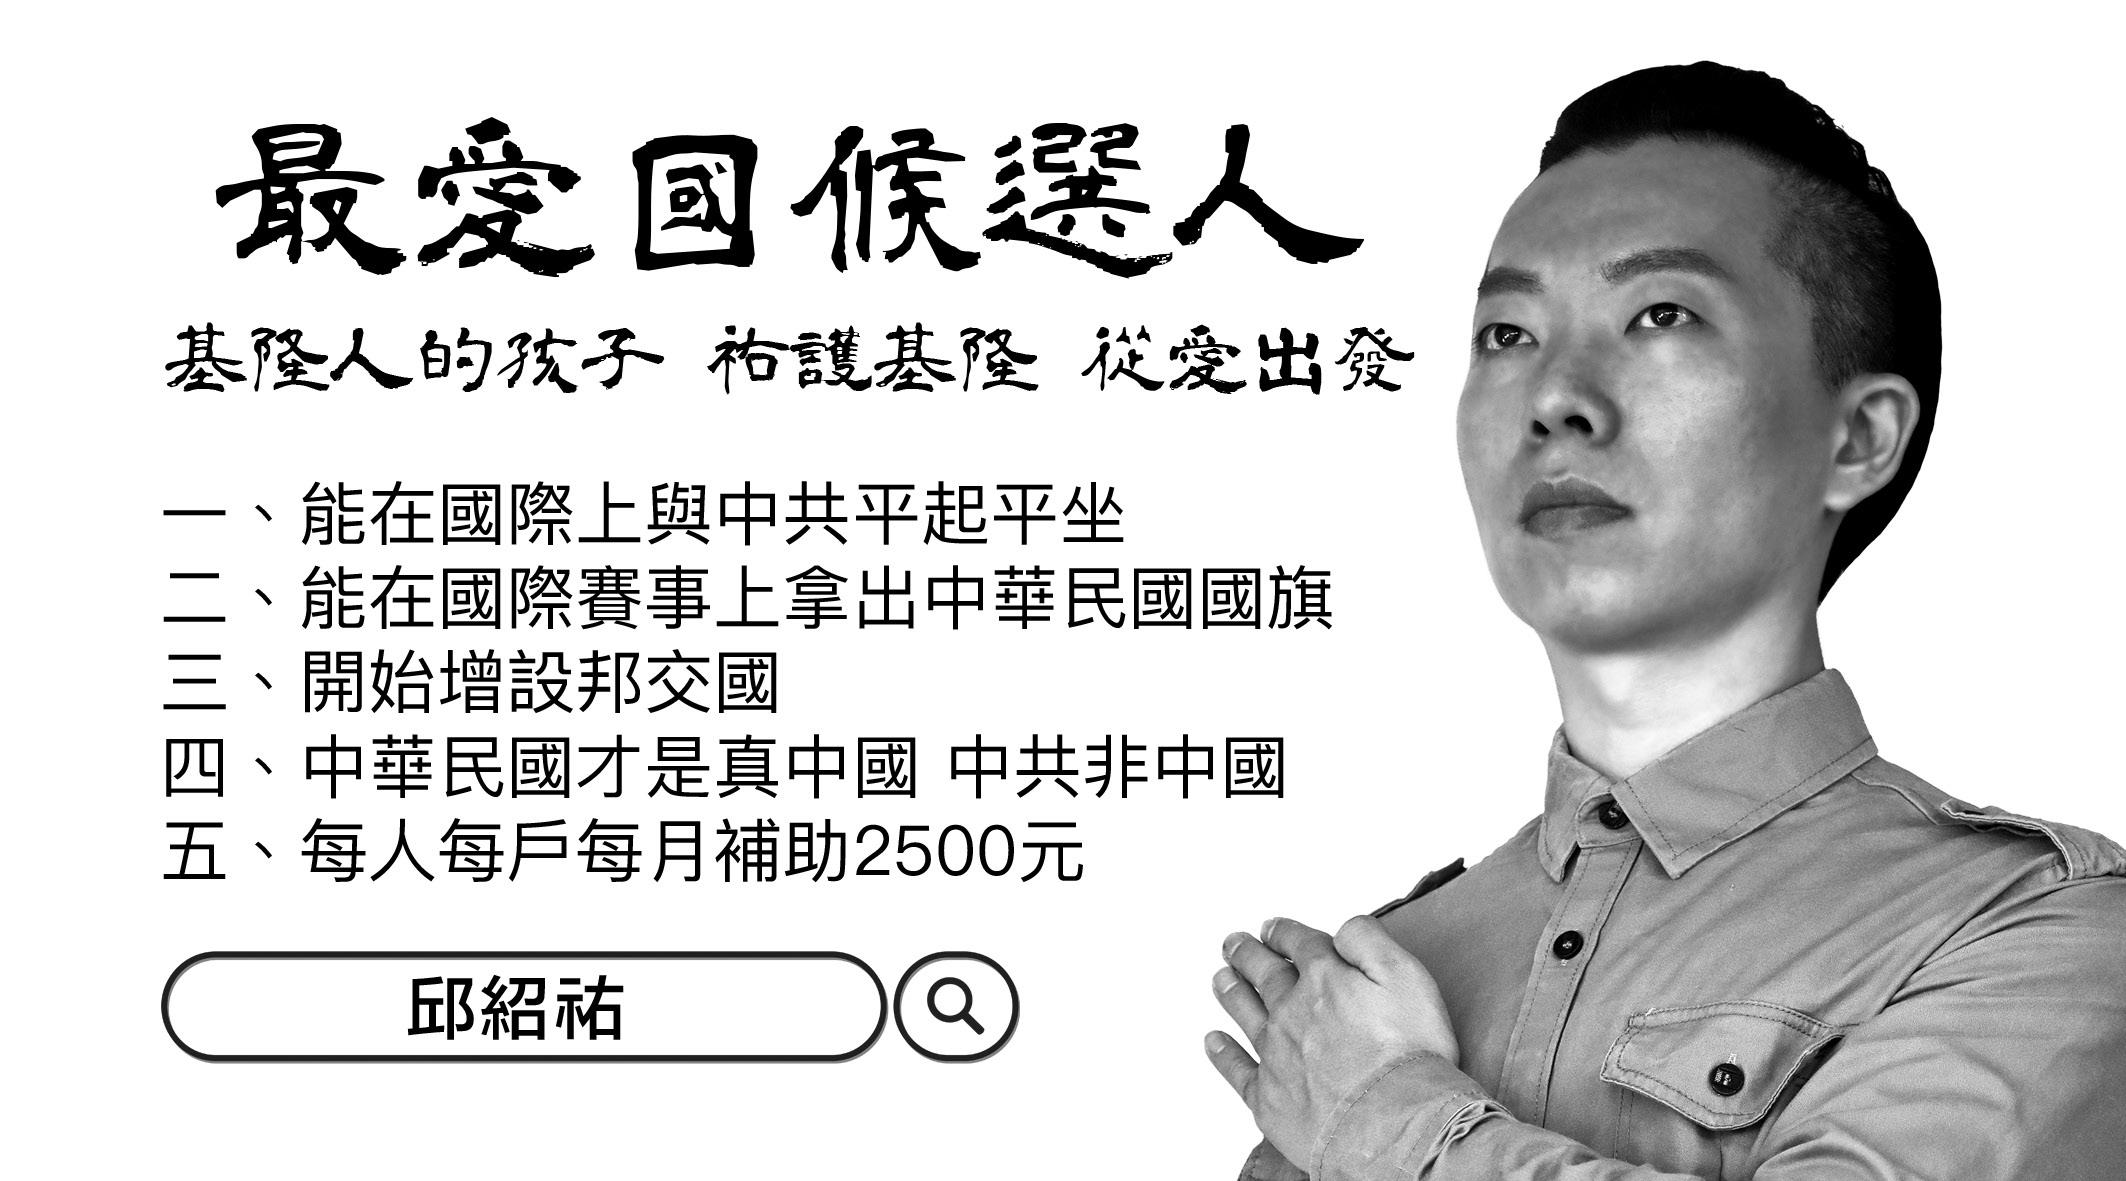 最愛國候選人
基隆人的孩子 祐護基隆 從愛出發
一、能在國際上與中共平起平坐
二、能在國際賽事上拿出中華民國國旗
三、開始增設邦交國
四、中華民國才是真中國 中共非中國
五、每人每戶每月補助2500元
邱紹祐